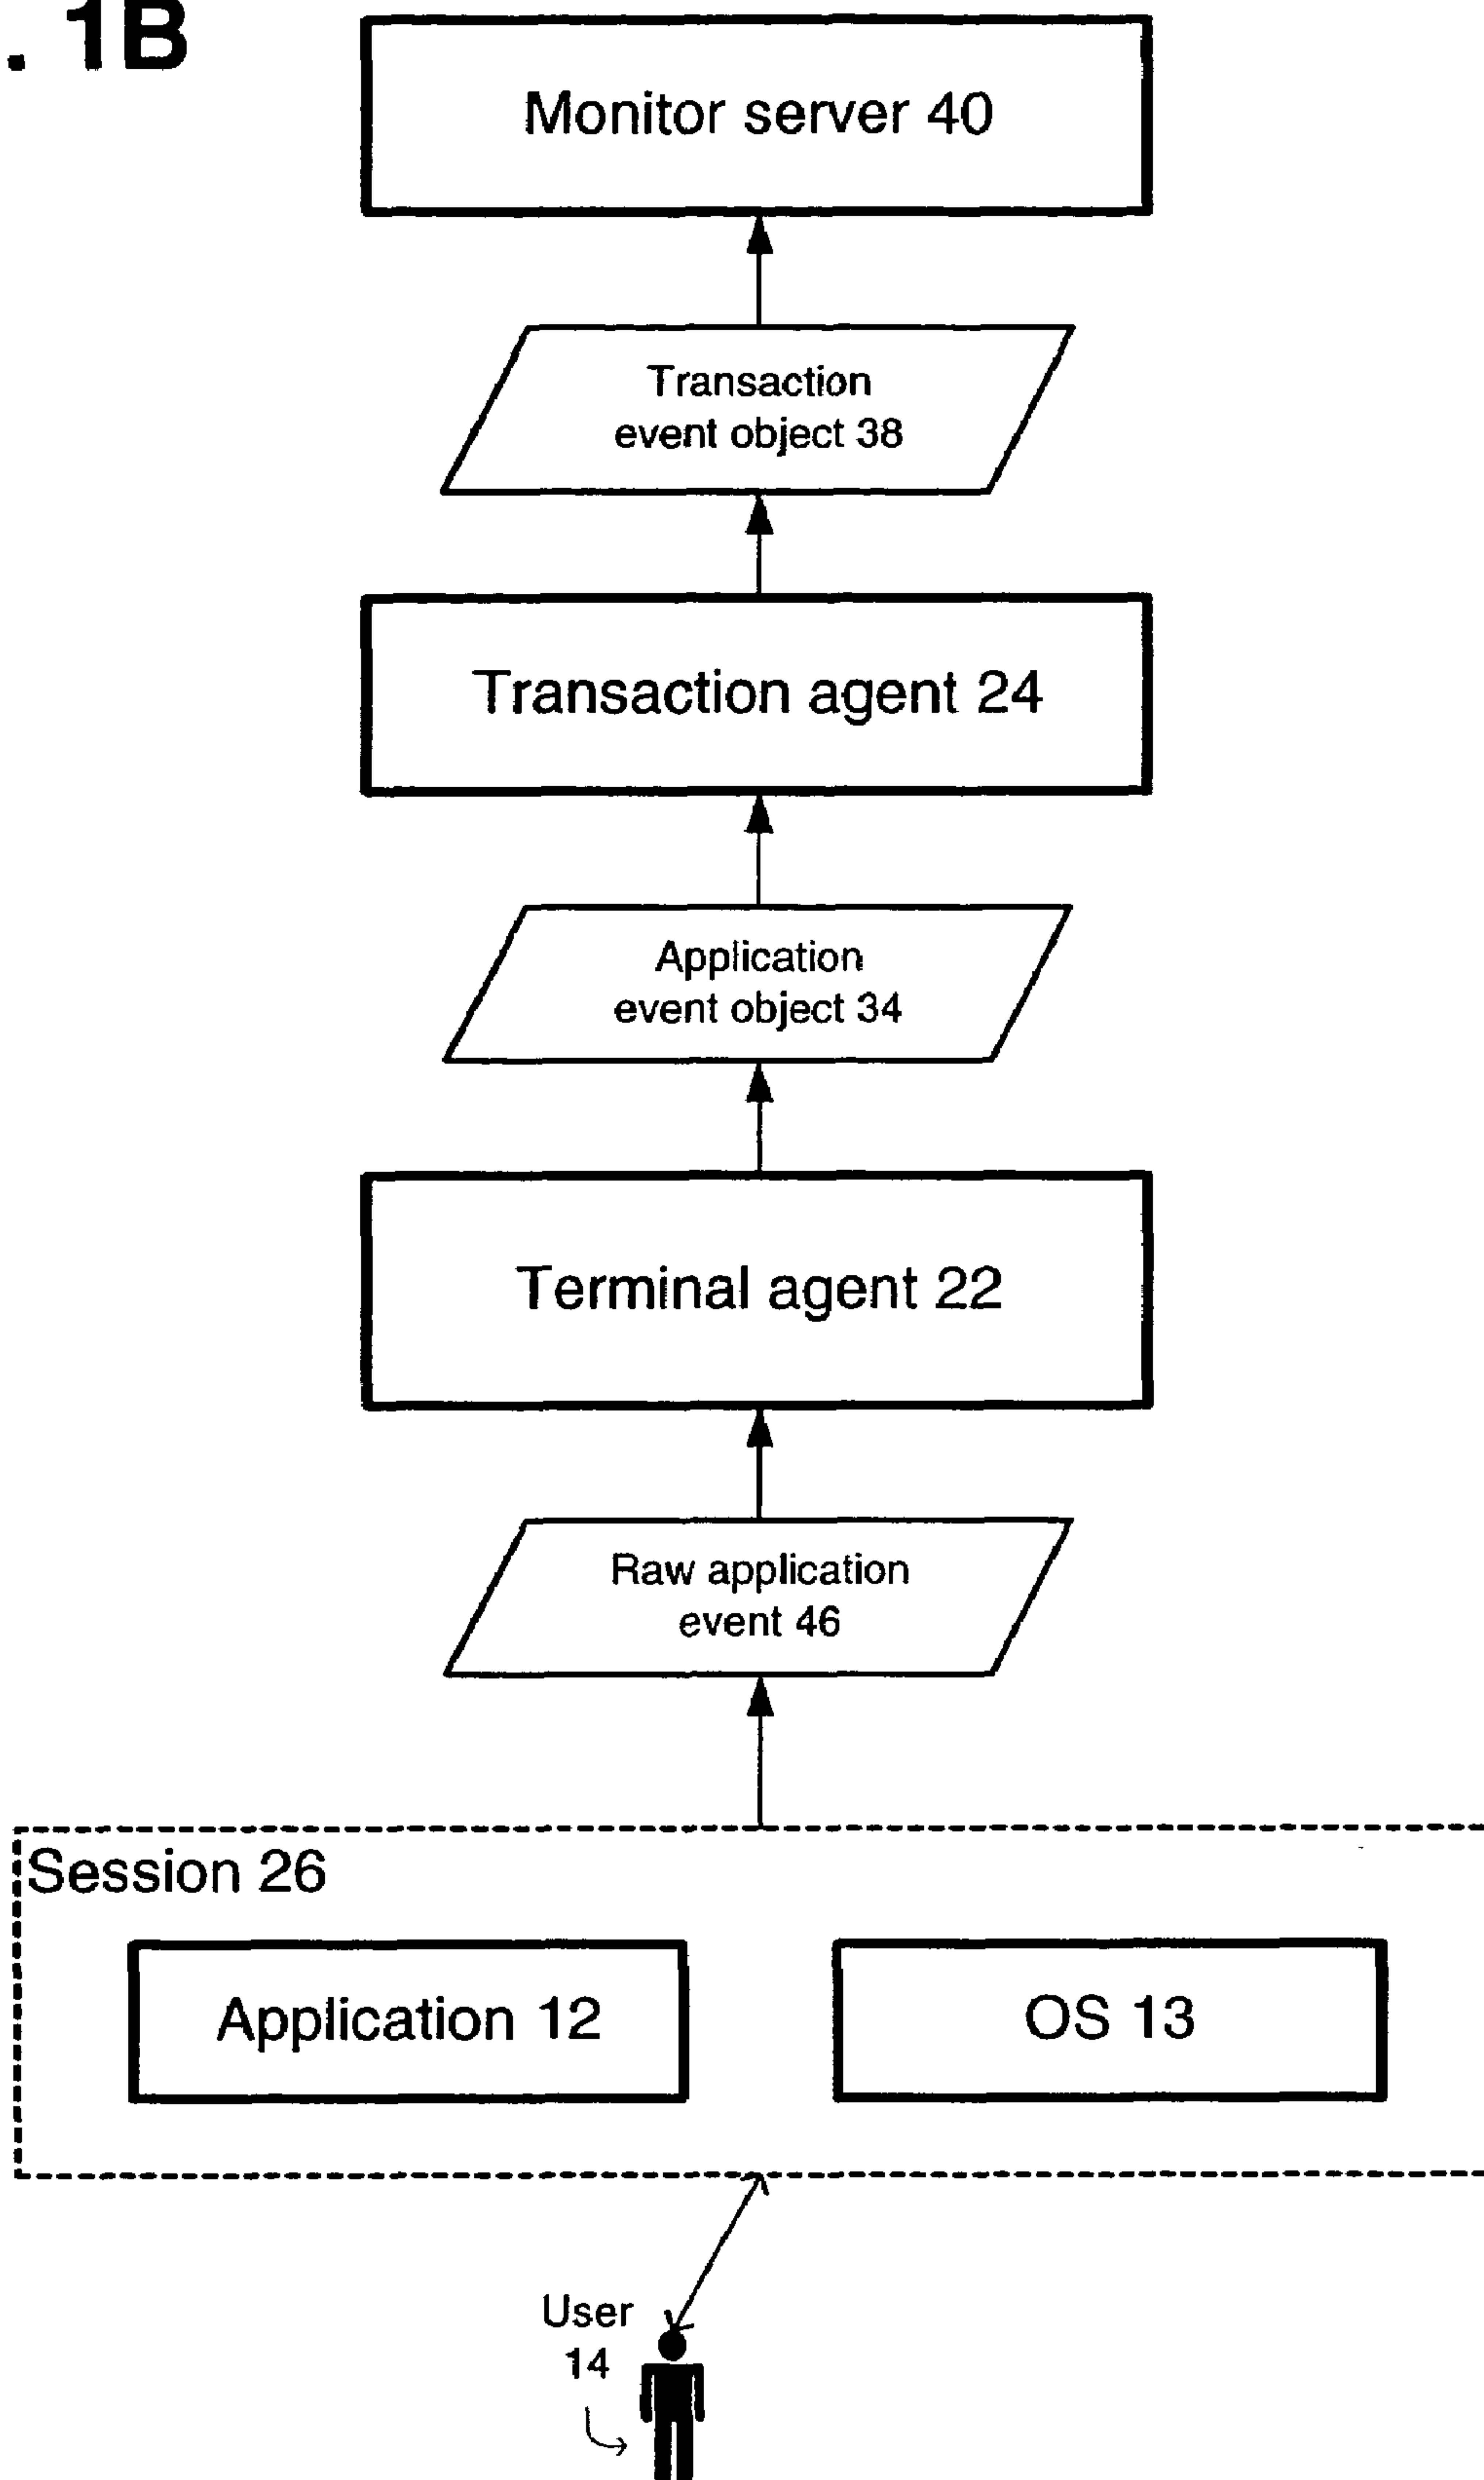 . 1B
Monitor server 40
Transaction
event object 38
Transaction agent 24
Application
event object 34
Terminal agent 22
Raw application
event 46
Session 26
Application 12
OS 13
User
14